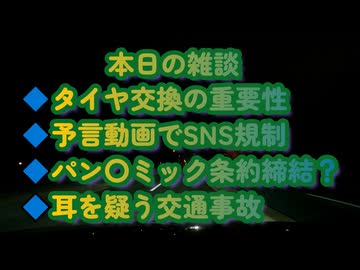 本日の雑談
◆タイヤ交換の重要性
◆予言動画でSNS規制
◆パン〇ミック条約締結？
◆耳を疑う交通事故